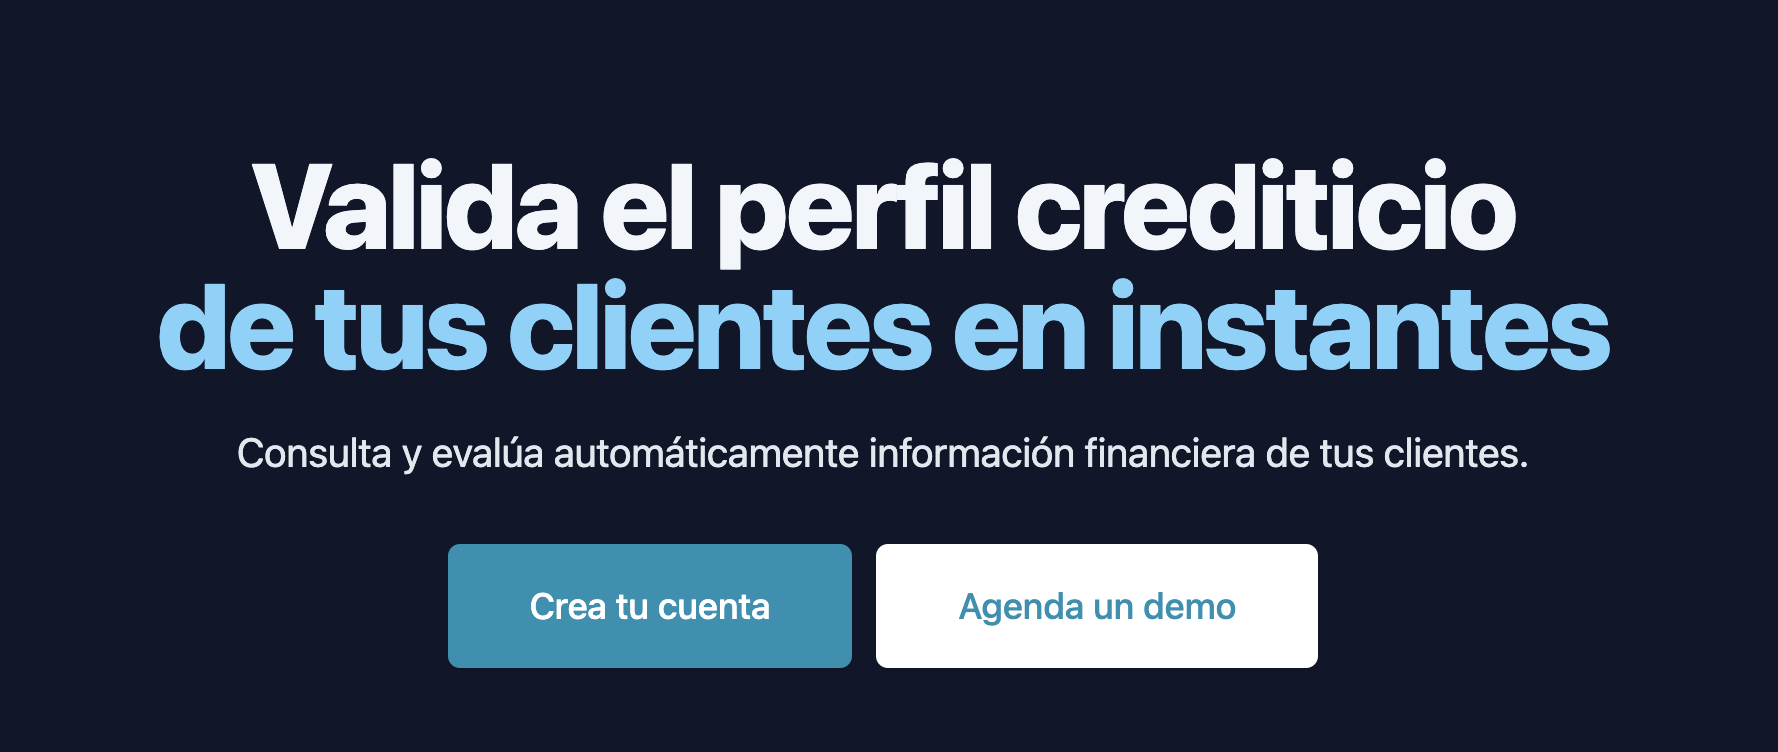 Valida el perfil crediticio
de tus clientes en instantes
Consulta y evalúa automáticamente información financiera de tus clientes.
Crea tu cuenta
Agenda un demo